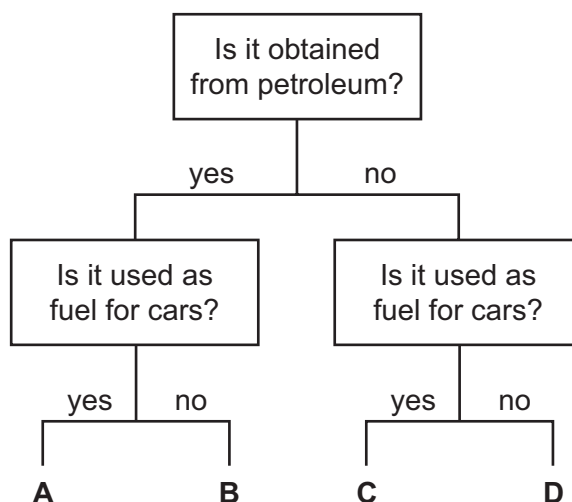 Is it obtained
from petroleum?
yes no
Is it used as
fuel for cars?
Is it used as
fuel for cars?
yes no
yes no
A B C D